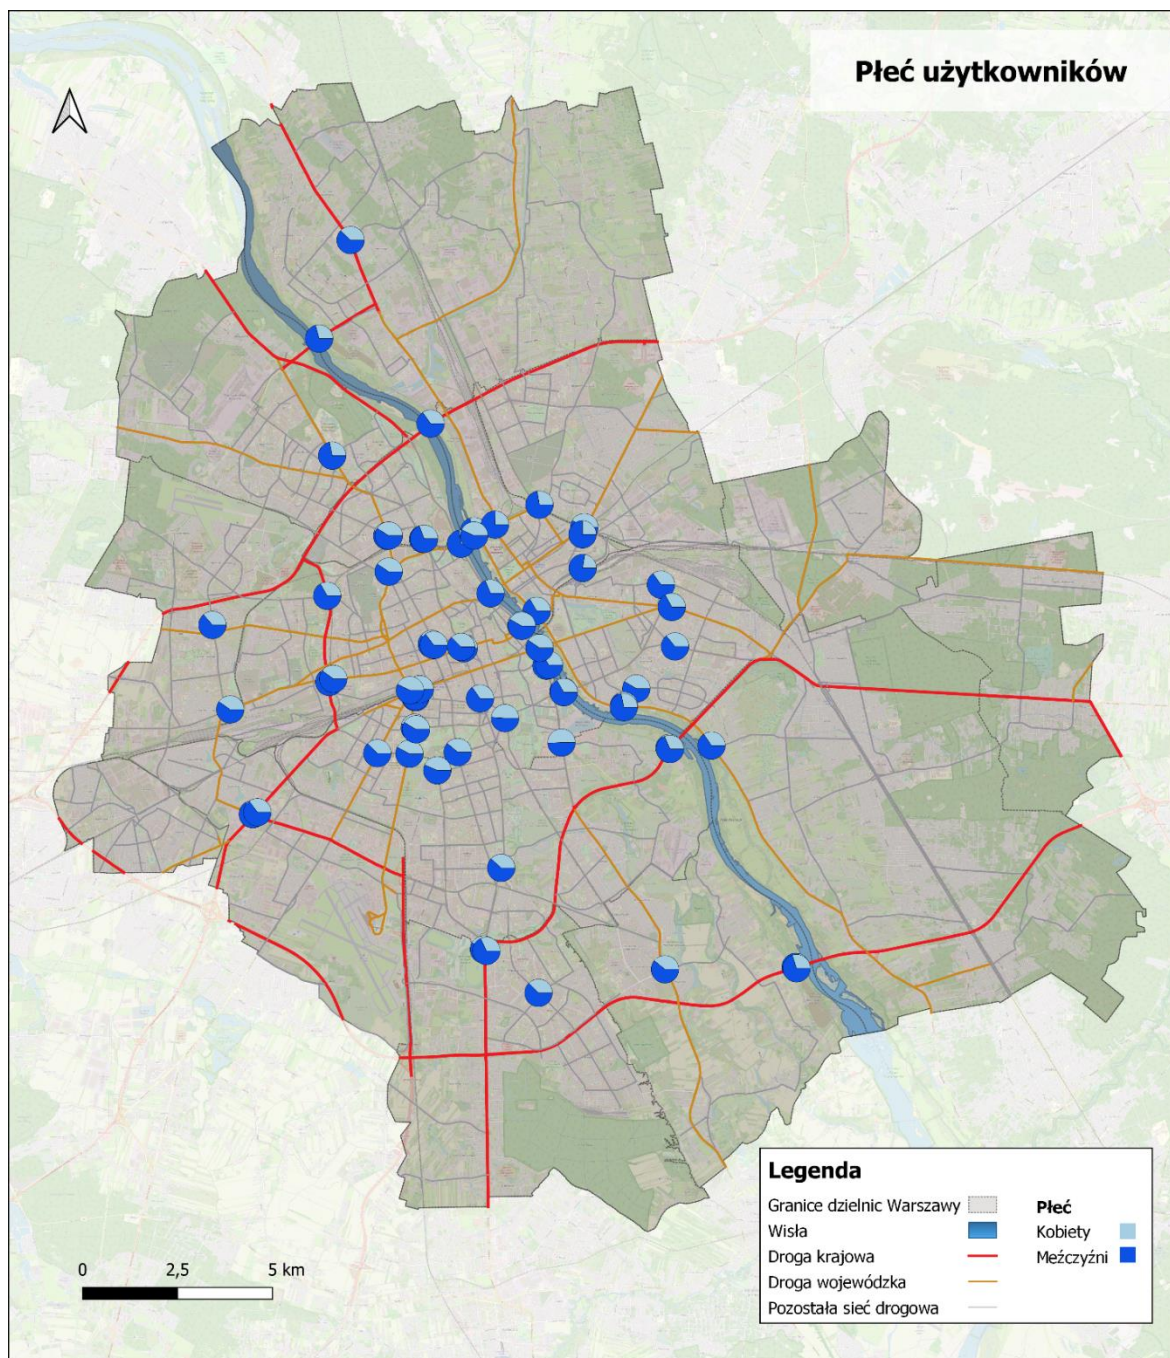 Płeć użytkowników
Legenda
Granice dzielnic Warszawy
Wisła
Droga krajowa
Droga wojewódzka
Pozostała sieć drogowa
Płeć
Kobiety
Meźczyźni
0 2,5 5 km